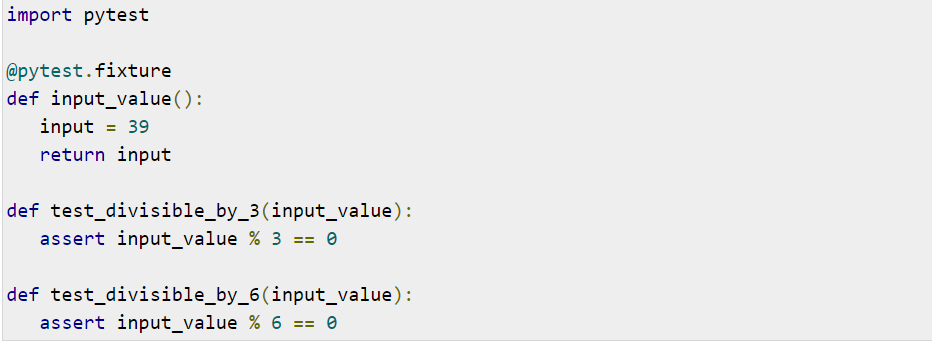 import pytest

@pytest.fixture
def input_value():
   input = 39
   return input

def test_divisible_by_3(input_value):
   assert input_value % 3 == 0

def test_divisible_by_6(input_value):
   assert input_value % 6 == 0